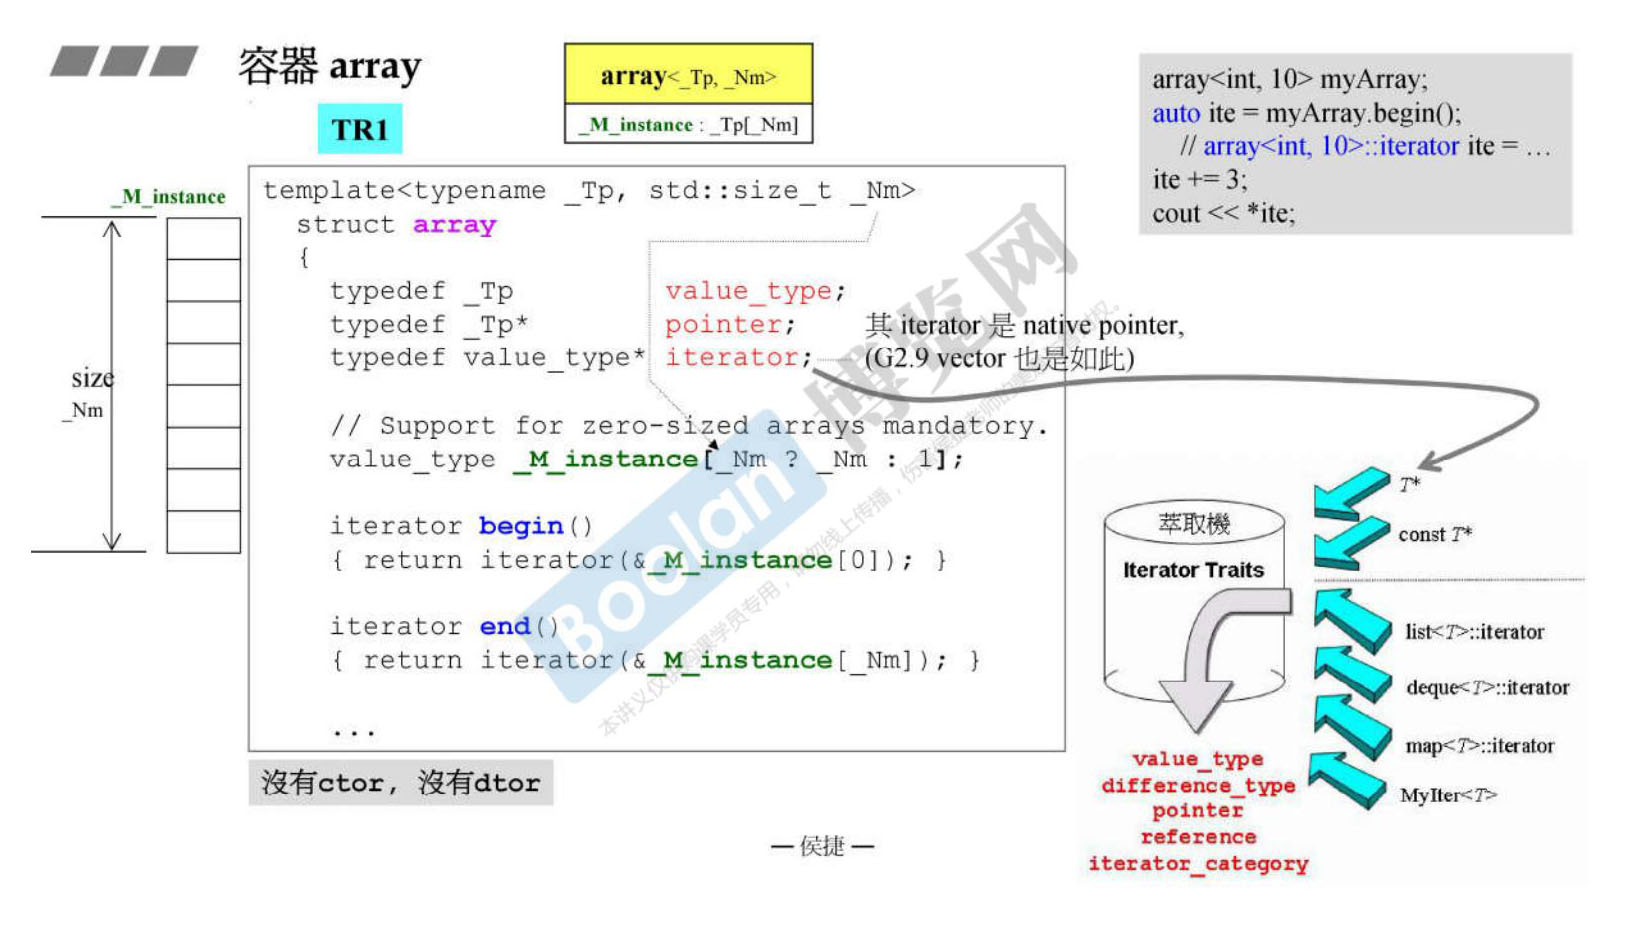 容器 array
TR1
array<_Tp, _Nm>
_M_instance : _Tp[_Nm]
array<int, 10> myArray;
auto ite = myArray.begin();
// array<int, 10>::iterator ite = …
ite += 3;
cout << *ite;
_M_instance
size
_Nm
template<typename _Tp, std::size_t _Nm>
struct array
{
typedef _Tp value_type;
typedef _Tp* pointer;
typedef value_type* iterator;
// Support for zero-sized arrays mandatory.
value_type _M_instance[_Nm ? _Nm : 1];
iterator begin()
{ return iterator(&_M_instance[0]); }
iterator end()
{ return iterator(&_M_instance[_Nm]); }
...
其 iterator 是 native pointer,
(G2.9 vector 也是如此)
沒有ctor, 沒有dtor
萃取機
Iterator Traits
value_type
difference_type
pointer
reference
iterator_category
T*
const T*
list<T>::iterator
deque<T>::iterator
map<T>::iterator
MyIter<T>
— 侯捷 —
Boolan 博览网